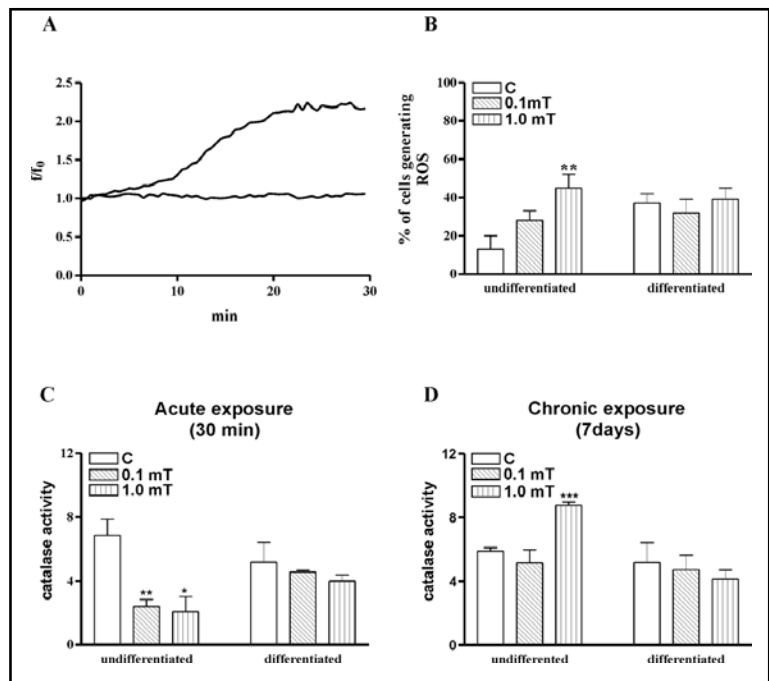 A
2.5
2.0
1.5
1.0
0.5
0.0
f/f0
0
10
20
30
min
B
100
80
60
40
20
0
% of cells generating
ROS
C
0.1mT
1.0 mT
**
undifferentiated
differentiated
C
Acute exposure
(30 min)
12
8
4
0
catalase activity
C
0.1 mT
1.0 mT
**
*
undifferentiated
differentiated
D
Chronic exposure
(7days)
12
8
4
0
catalase activity
C
0.1 mT
1.0 mT
***
undifferented
differentiated